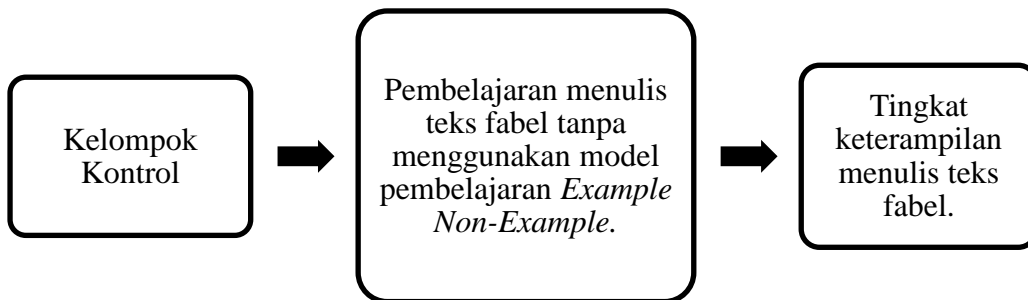 Kelompok
Kontrol
Pembelajaran menulis
teks fabel tanpa
menggunakan model
pembelajaran Example
Non-Example.
Tingkat
keterampilan
menulis teks
fabel.